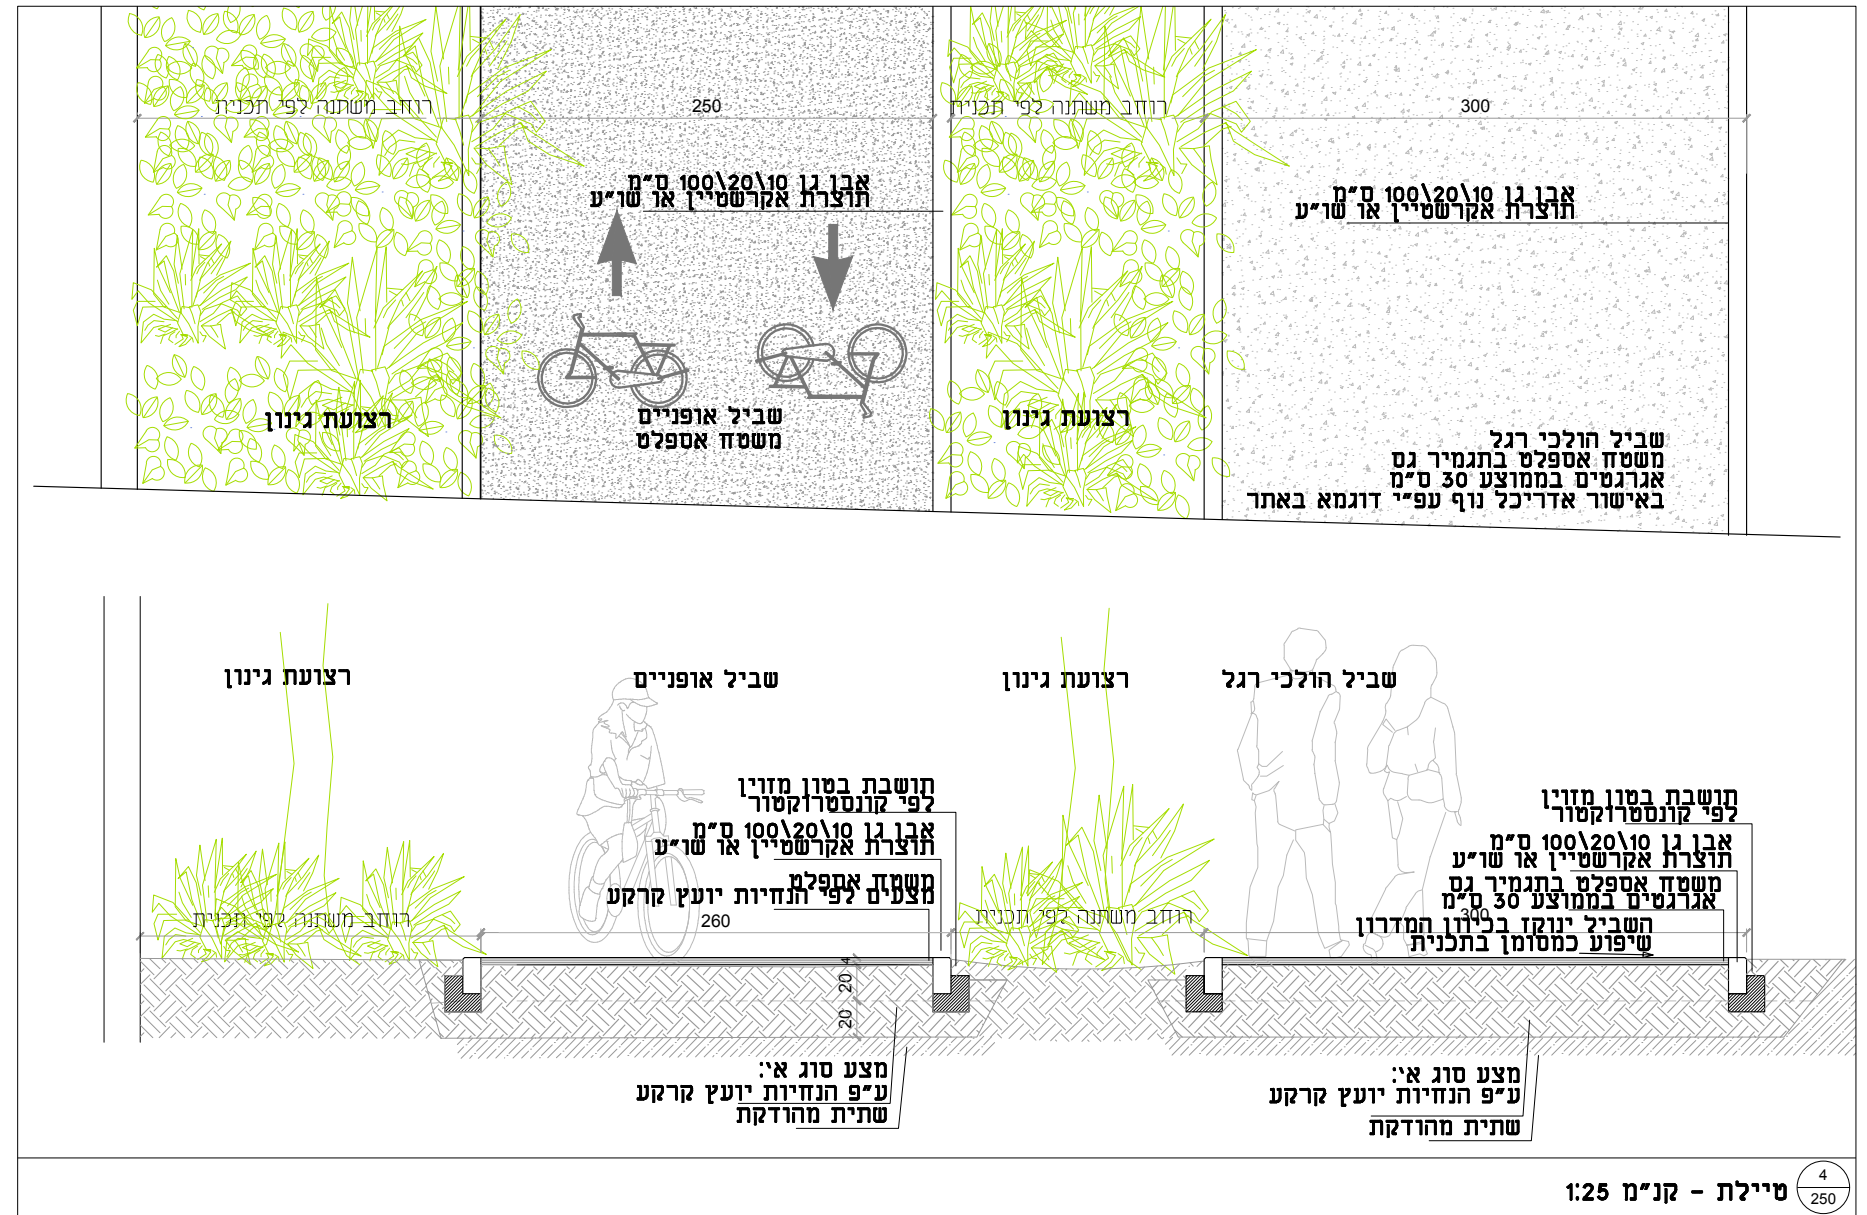 רוחב משתנה לפי תכנית
250
רוחב משתנה לפי תכנית
300
אבן גן 100\20\10 ס"מ
תוצרת אקרשטיין או שו"ע
אבן גן 100\20\10 ס"מ
תוצרת אקרשטיין או שו"ע
רצועת גינון
שביל אופניים
משטח אספלט
רצועת גינון
שביל הולכי רגל
משטח אספלט בתגמיר גס
אגרגטים בממוצע 30 ס"מ
באישור אדריכל נוף עפ"י דוגמא באתר
רצועת גינון
שביל אופניים
רצועת גינון
שביל הולכי רגל
תושבת בטון מזוין
לפי קונסטרוקטור
אבן גן 100\20\10 ס"מ
תוצרת אקרשטיין או שו"ע
משטח אספלט
מצעים לפי הנחיות יועץ קרקע
תושבת בטון מזוין
לפי קונסטרוקטור
אבן גן 100\20\10 ס"מ
תוצרת אקרשטיין או שו"ע
משטח אספלט בתגמיר גס
אגרגטים בממוצע 30 ס"מ
השביל ינוקז בכיוון המדרון
שיפוע כמסומן בתכנית
רוחב משתנה לפי תכנית
260
רוחב משתנה לפי תכנית
300
4
20
20
מצע סוג א':
ע"פ הנחיות יועץ קרקע
שתית מהודקת
מצע סוג א':
ע"פ הנחיות יועץ קרקע
שתית מהודקת
טיילת - קנ"מ 1:25
4
250